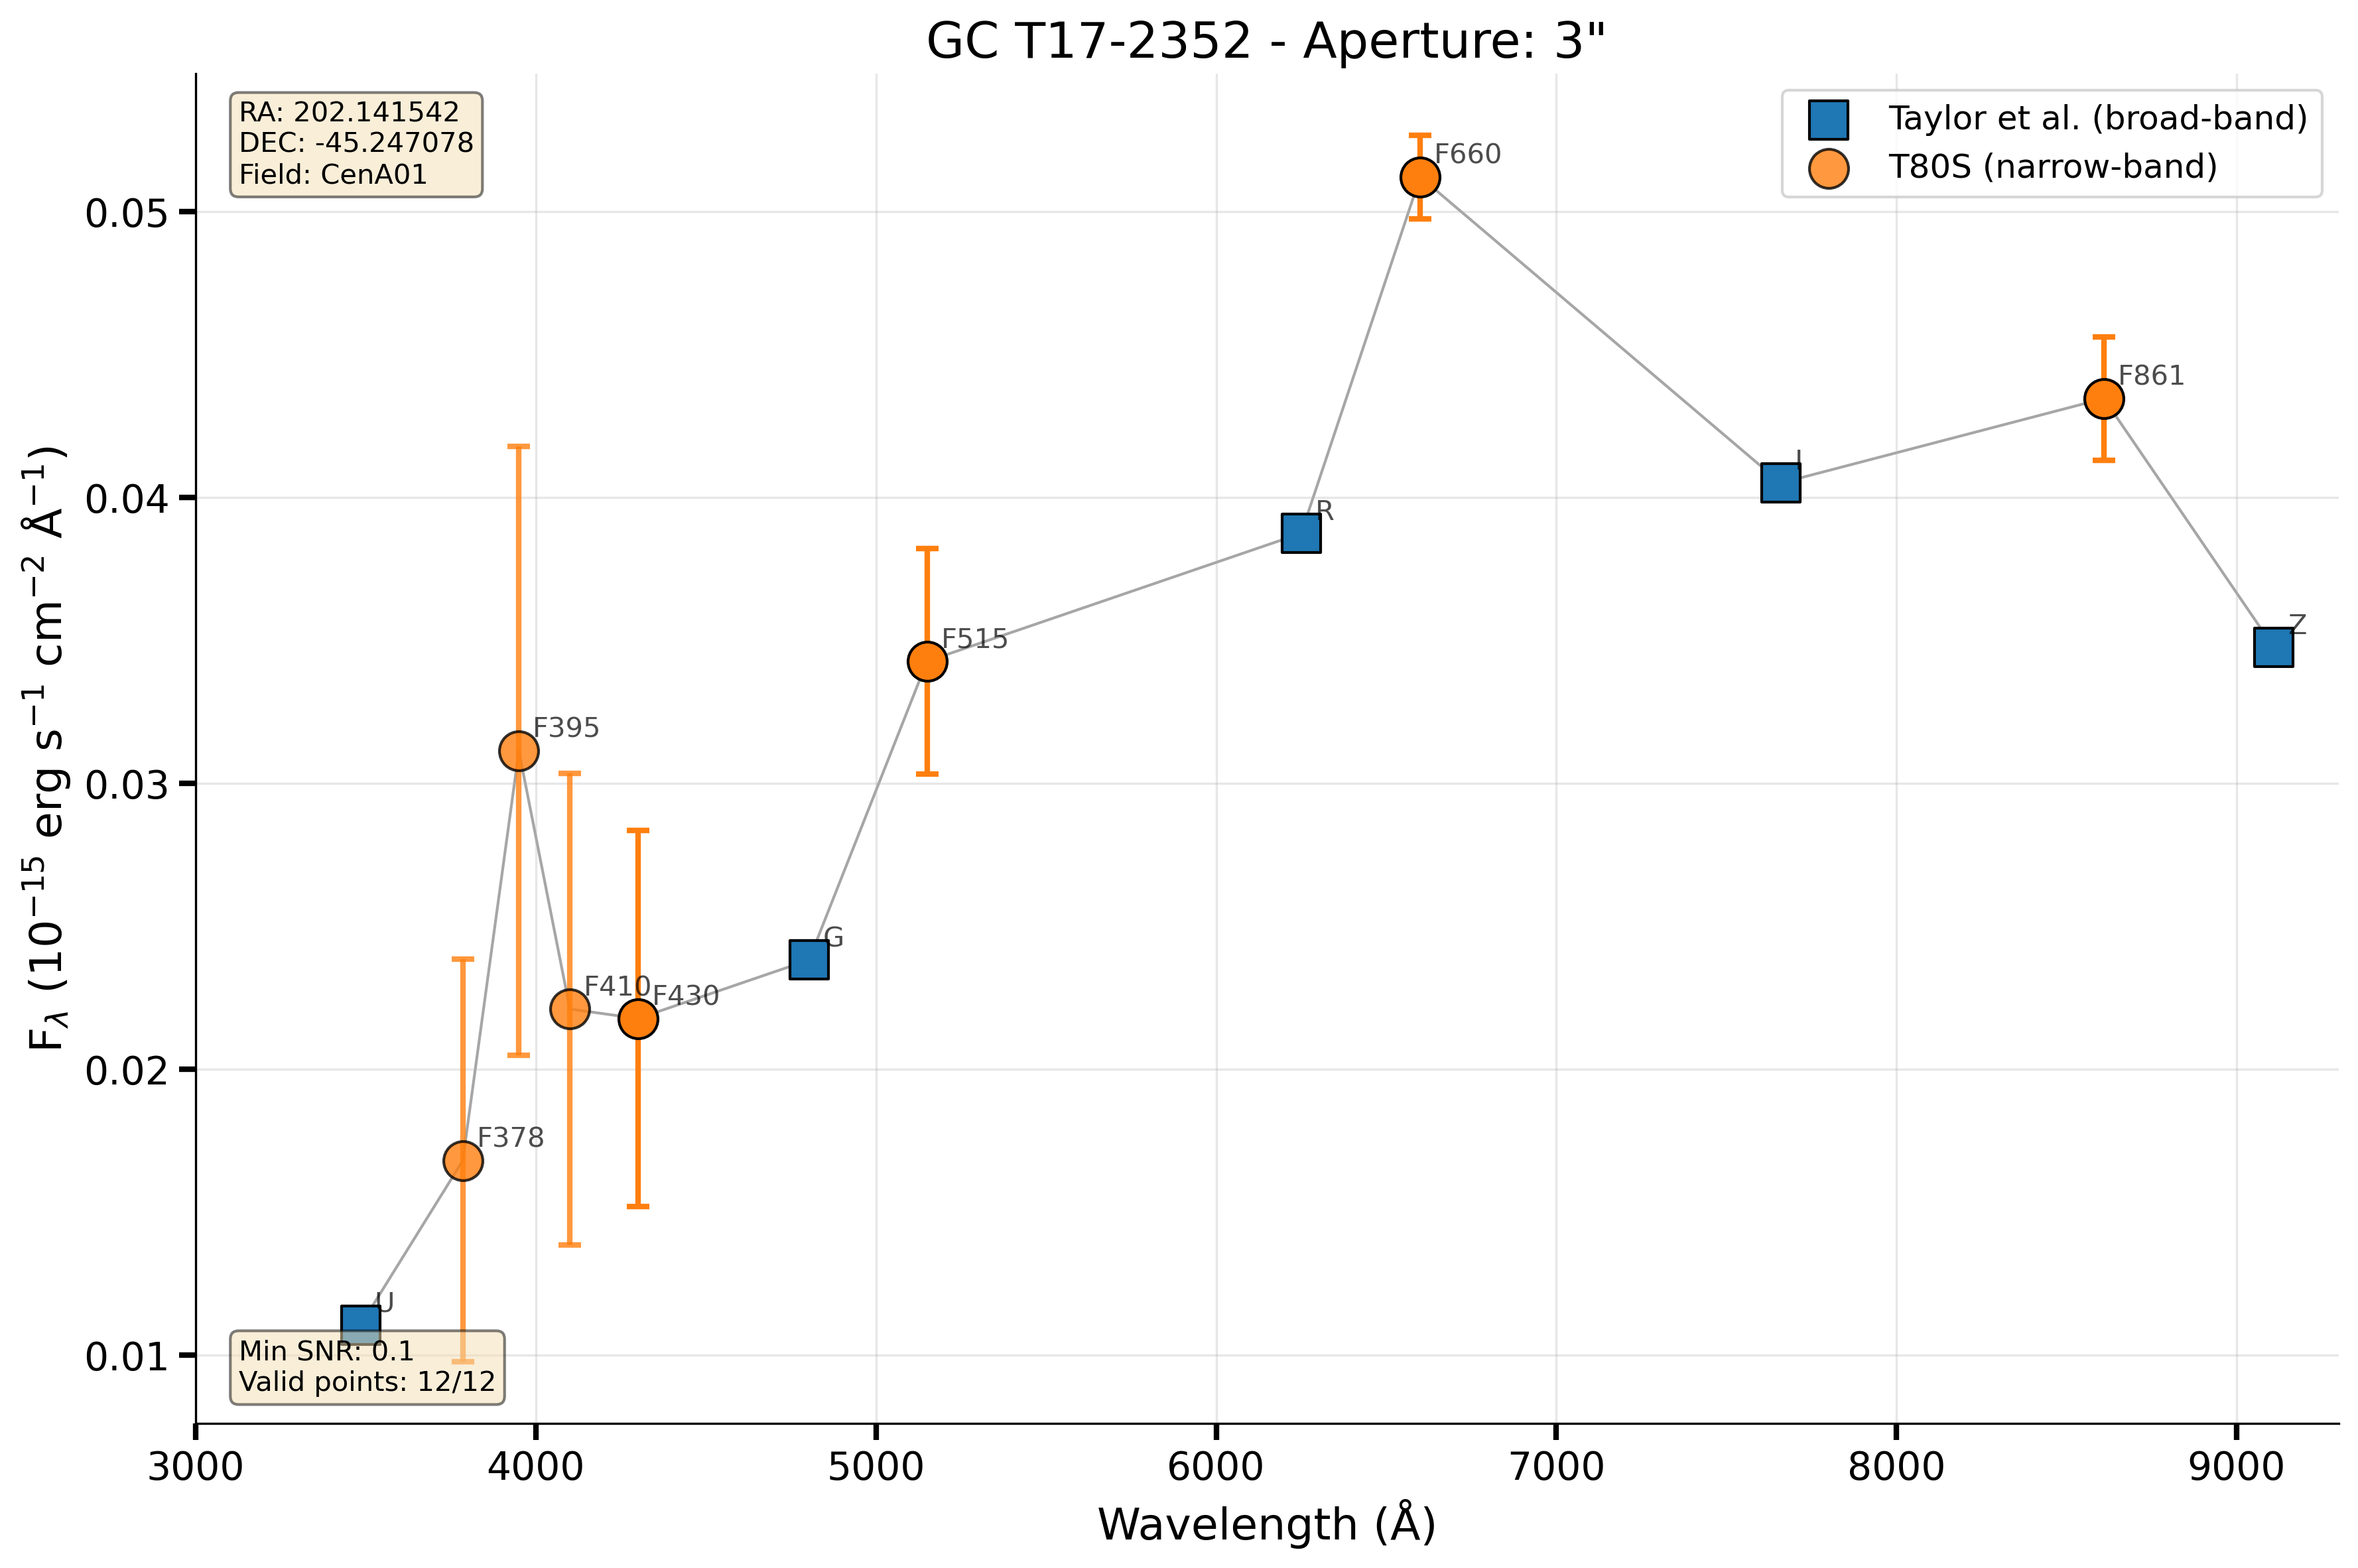 GC T17-2352 - Aperture: 3"
RA: 202.141542
DEC: -45.247078
Field: CenA01
Taylor et al. (broad-band)
T80S (narrow-band)
F660
F861
I
R
Z
F515
F395
G
F410
F430
F378
U
Min SNR: 0.1
Valid points: 12/12
0.05
0.04
0.03
0.02
0.01
F$_λ$ (10$^{−15}$ erg s$^{−1}$ cm$^{−2}$ Å$^{−1}$)
3000 4000 5000 6000 7000 8000 9000
Wavelength (Å)